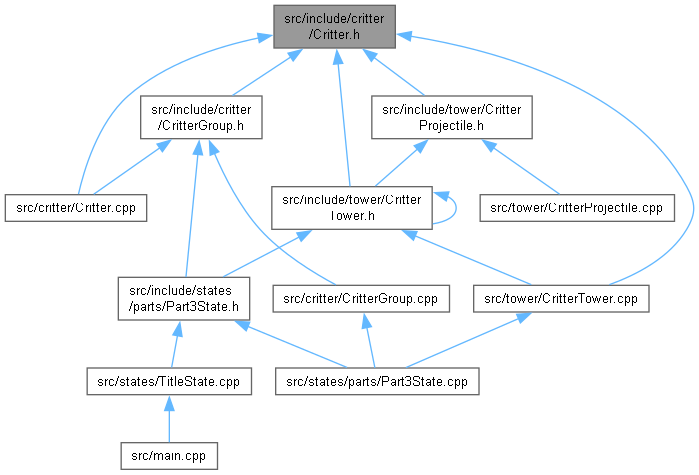 src/include/critter
/Critter.h
src/include/critter
/CritterGroup.h
src/include/tower/Critter
Projectile.h
src/critter/Critter.cpp
src/include/tower/Critter
Tower.h
src/tower/CritterProjectile.cpp
src/include/states
/parts/Part3State.h
src/critter/CritterGroup.cpp
src/tower/CritterTower.cpp
src/states/TitleState.cpp
src/states/parts/Part3State.cpp
src/main.cpp